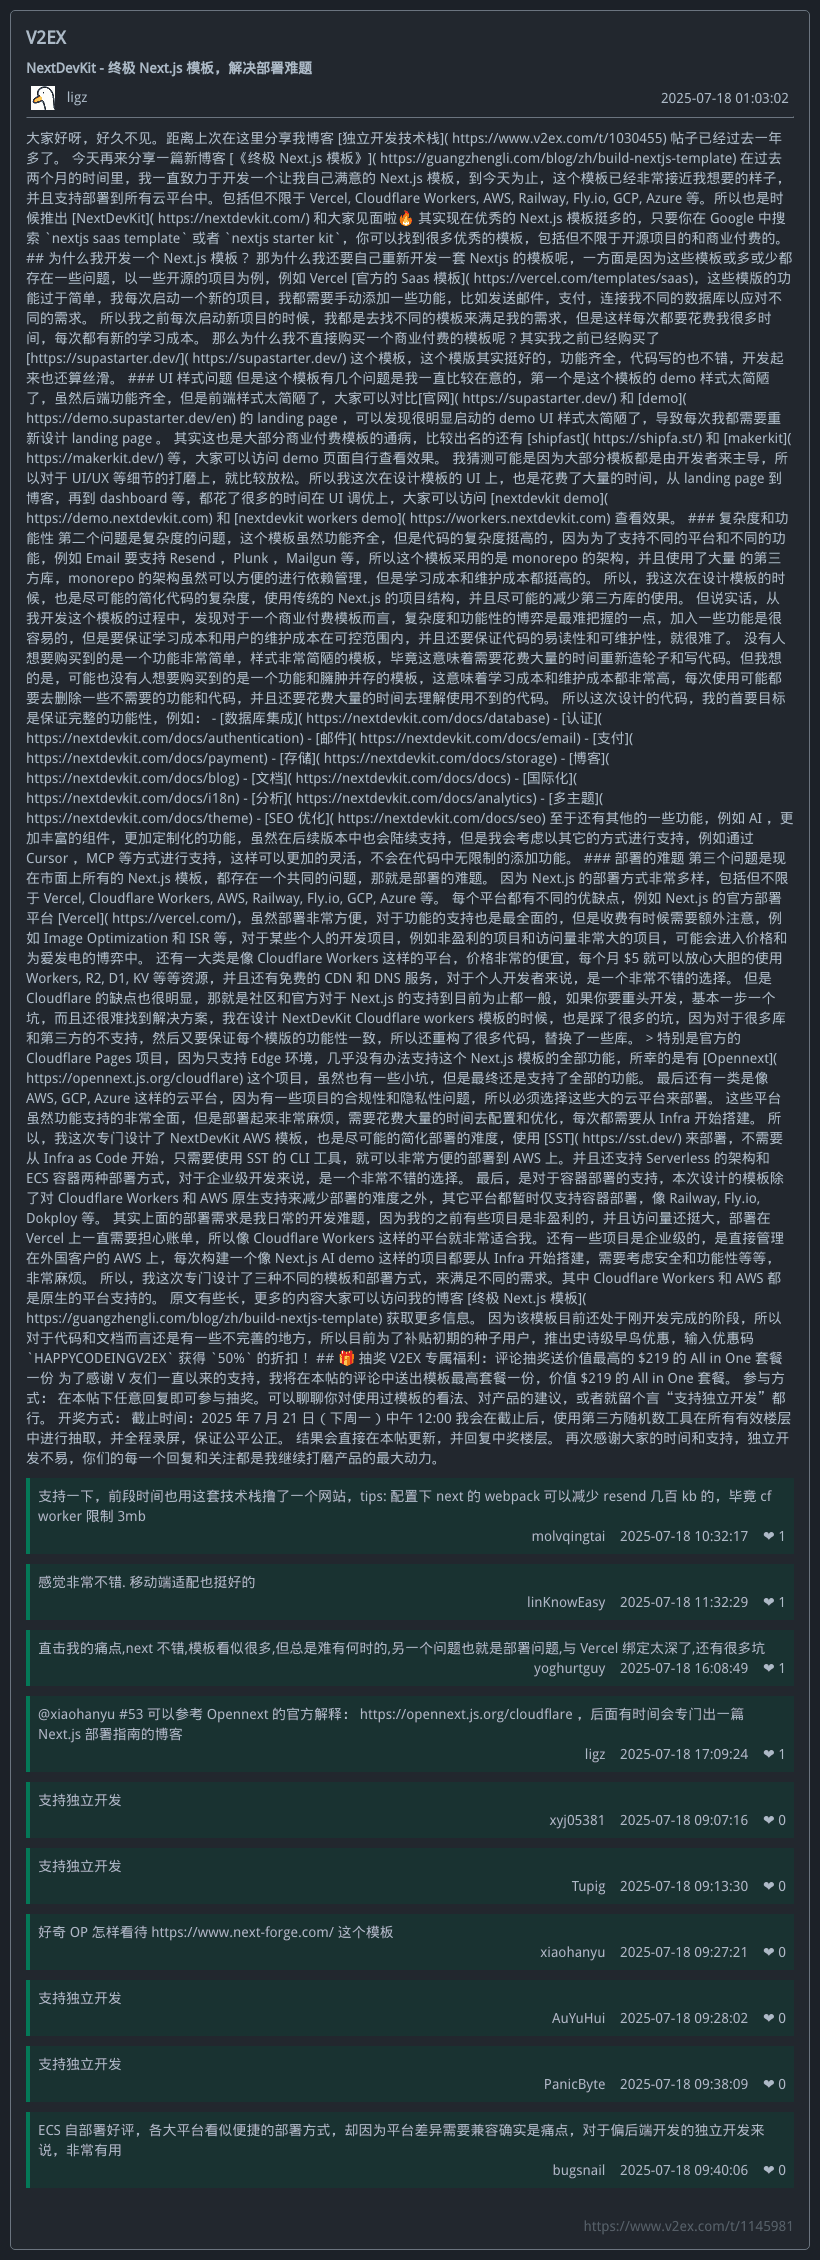 V2EX
NextDevKit - 终极 Next.js 模板，解决部署难题
ligz 2025-07-18 01:03:02
大家好呀，好久不见。距离上次在这里分享我博客 [独立开发技术栈]( https://www.v2ex.com/t/1030455) 帖子已经过去一年
多了。 今天再来分享一篇新博客 [《终极 Next.js 模板》]( https://guangzhengli.com/blog/zh/build-nextjs-template) 在过去
两个月的时间里，我一直致力于开发一个让我自己满意的 Next.js 模板，到今天为止，这个模板已经非常接近我想要的样子，
并且支持部署到所有云平台中。包括但不限于 Vercel, Cloudflare Workers, AWS, Railway, Fly.io, GCP, Azure 等。所以也是时
候推出 [NextDevKit]( https://nextdevkit.com/) 和大家见面啦🔥 其实现在优秀的 Next.js 模板挺多的，只要你在 Google 中搜
索 `nextjs saas template` 或者 `nextjs starter kit`，你可以找到很多优秀的模板，包括但不限于开源项目的和商业付费的。
## 为什么我开发一个 Next.js 模板？ 那为什么我还要自己重新开发一套 Nextjs 的模板呢，一方面是因为这些模板或多或少都
存在一些问题，以一些开源的项目为例，例如 Vercel [官方的 Saas 模板]( https://vercel.com/templates/saas)，这些模版的功
能过于简单，我每次启动一个新的项目，我都需要手动添加一些功能，比如发送邮件，支付，连接我不同的数据库以应对不
同的需求。 所以我之前每次启动新项目的时候，我都是去找不同的模板来满足我的需求，但是这样每次都要花费我很多时
间，每次都有新的学习成本。 那么为什么我不直接购买一个商业付费的模板呢？其实我之前已经购买了
[https://supastarter.dev/]( https://supastarter.dev/) 这个模板，这个模版其实挺好的，功能齐全，代码写的也不错，开发起
来也还算丝滑。 ### UI 样式问题 但是这个模板有几个问题是我一直比较在意的，第一个是这个模板的 demo 样式太简陋
了，虽然后端功能齐全，但是前端样式太简陋了，大家可以对比[官网]( https://supastarter.dev/) 和 [demo](
https://demo.supastarter.dev/en) 的 landing page ，可以发现很明显启动的 demo UI 样式太简陋了，导致每次我都需要重
新设计 landing page 。 其实这也是大部分商业付费模板的通病，比较出名的还有 [shipfast]( https://shipfa.st/) 和 [makerkit](
https://makerkit.dev/) 等，大家可以访问 demo 页面自行查看效果。 我猜测可能是因为大部分模板都是由开发者来主导，所
以对于 UI/UX 等细节的打磨上，就比较放松。所以我这次在设计模板的 UI 上，也是花费了大量的时间，从 landing page 到
博客，再到 dashboard 等，都花了很多的时间在 UI 调优上，大家可以访问 [nextdevkit demo](
https://demo.nextdevkit.com) 和 [nextdevkit workers demo]( https://workers.nextdevkit.com) 查看效果。 ### 复杂度和功
能性 第二个问题是复杂度的问题，这个模板虽然功能齐全，但是代码的复杂度挺高的，因为为了支持不同的平台和不同的功
能，例如 Email 要支持 Resend ，Plunk ，Mailgun 等，所以这个模板采用的是 monorepo 的架构，并且使用了大量 的第三
方库，monorepo 的架构虽然可以方便的进行依赖管理，但是学习成本和维护成本都挺高的。 所以，我这次在设计模板的时
候，也是尽可能的简化代码的复杂度，使用传统的 Next.js 的项目结构，并且尽可能的减少第三方库的使用。 但说实话，从
我开发这个模板的过程中，发现对于一个商业付费模板而言，复杂度和功能性的博弈是最难把握的一点，加入一些功能是很
容易的，但是要保证学习成本和用户的维护成本在可控范围内，并且还要保证代码的易读性和可维护性，就很难了。 没有人
想要购买到的是一个功能非常简单，样式非常简陋的模板，毕竟这意味着需要花费大量的时间重新造轮子和写代码。但我想
的是，可能也没有人想要购买到的是一个功能和臃肿并存的模板，这意味着学习成本和维护成本都非常高，每次使用可能都
要去删除一些不需要的功能和代码，并且还要花费大量的时间去理解使用不到的代码。 所以这次设计的代码，我的首要目标
是保证完整的功能性，例如： - [数据库集成]( https://nextdevkit.com/docs/database) - [认证](
https://nextdevkit.com/docs/authentication) - [邮件]( https://nextdevkit.com/docs/email) - [支付](
https://nextdevkit.com/docs/payment) - [存储]( https://nextdevkit.com/docs/storage) - [博客](
https://nextdevkit.com/docs/blog) - [文档]( https://nextdevkit.com/docs/docs) - [国际化](
https://nextdevkit.com/docs/i18n) - [分析]( https://nextdevkit.com/docs/analytics) - [多主题](
https://nextdevkit.com/docs/theme) - [SEO 优化]( https://nextdevkit.com/docs/seo) 至于还有其他的一些功能，例如 AI ，更
加丰富的组件，更加定制化的功能，虽然在后续版本中也会陆续支持，但是我会考虑以其它的方式进行支持，例如通过
Cursor ，MCP 等方式进行支持，这样可以更加的灵活，不会在代码中无限制的添加功能。 ### 部署的难题 第三个问题是现
在市面上所有的 Next.js 模板，都存在一个共同的问题，那就是部署的难题。 因为 Next.js 的部署方式非常多样，包括但不限
于 Vercel, Cloudflare Workers, AWS, Railway, Fly.io, GCP, Azure 等。 每个平台都有不同的优缺点，例如 Next.js 的官方部署
平台 [Vercel]( https://vercel.com/)，虽然部署非常方便，对于功能的支持也是最全面的，但是收费有时候需要额外注意，例
如 Image Optimization 和 ISR 等，对于某些个人的开发项目，例如非盈利的项目和访问量非常大的项目，可能会进入价格和
为爱发电的博弈中。 还有一大类是像 Cloudflare Workers 这样的平台，价格非常的便宜，每个月 $5 就可以放心大胆的使用
Workers, R2, D1, KV 等等资源，并且还有免费的 CDN 和 DNS 服务，对于个人开发者来说，是一个非常不错的选择。 但是
Cloudflare 的缺点也很明显，那就是社区和官方对于 Next.js 的支持到目前为止都一般，如果你要重头开发，基本一步一个
坑，而且还很难找到解决方案，我在设计 NextDevKit Cloudflare workers 模板的时候，也是踩了很多的坑，因为对于很多库
和第三方的不支持，然后又要保证每个模版的功能性一致，所以还重构了很多代码，替换了一些库。 > 特别是官方的
Cloudflare Pages 项目，因为只支持 Edge 环境，几乎没有办法支持这个 Next.js 模板的全部功能，所幸的是有 [Opennext](
https://opennext.js.org/cloudflare) 这个项目，虽然也有一些小坑，但是最终还是支持了全部的功能。 最后还有一类是像
AWS, GCP, Azure 这样的云平台，因为有一些项目的合规性和隐私性问题，所以必须选择这些大的云平台来部署。 这些平台
虽然功能支持的非常全面，但是部署起来非常麻烦，需要花费大量的时间去配置和优化，每次都需要从 Infra 开始搭建。 所
以，我这次专门设计了 NextDevKit AWS 模板，也是尽可能的简化部署的难度，使用 [SST]( https://sst.dev/) 来部署，不需要
从 Infra as Code 开始，只需要使用 SST 的 CLI 工具，就可以非常方便的部署到 AWS 上。并且还支持 Serverless 的架构和
ECS 容器两种部署方式，对于企业级开发来说，是一个非常不错的选择。 最后，是对于容器部署的支持，本次设计的模板除
了对 Cloudflare Workers 和 AWS 原生支持来减少部署的难度之外，其它平台都暂时仅支持容器部署，像 Railway, Fly.io,
Dokploy 等。 其实上面的部署需求是我日常的开发难题，因为我的之前有些项目是非盈利的，并且访问量还挺大，部署在
Vercel 上一直需要担心账单，所以像 Cloudflare Workers 这样的平台就非常适合我。还有一些项目是企业级的，是直接管理
在外国客户的 AWS 上，每次构建一个像 Next.js AI demo 这样的项目都要从 Infra 开始搭建，需要考虑安全和功能性等等，
非常麻烦。 所以，我这次专门设计了三种不同的模板和部署方式，来满足不同的需求。其中 Cloudflare Workers 和 AWS 都
是原生的平台支持的。 原文有些长，更多的内容大家可以访问我的博客 [终极 Next.js 模板](
https://guangzhengli.com/blog/zh/build-nextjs-template) 获取更多信息。 因为该模板目前还处于刚开发完成的阶段，所以
对于代码和文档而言还是有一些不完善的地方，所以目前为了补贴初期的种子用户，推出史诗级早鸟优惠，输入优惠码
`HAPPYCODEINGV2EX` 获得 `50%` 的折扣！ ## 🎁 抽奖 V2EX 专属福利：评论抽奖送价值最高的 $219 的 All in One 套餐
一份 为了感谢 V 友们一直以来的支持，我将在本帖的评论中送出模板最高套餐一份，价值 $219 的 All in One 套餐。 参与方
式： 在本帖下任意回复即可参与抽奖。可以聊聊你对使用过模板的看法、对产品的建议，或者就留个言“支持独立开发”都
行。 开奖方式： 截止时间：2025 年 7 月 21 日（下周一）中午 12:00 我会在截止后，使用第三方随机数工具在所有有效楼层
中进行抽取，并全程录屏，保证公平公正。 结果会直接在本帖更新，并回复中奖楼层。 再次感谢大家的时间和支持，独立开
发不易，你们的每一个回复和关注都是我继续打磨产品的最大动力。
支持一下，前段时间也用这套技术栈撸了一个网站，tips: 配置下 next 的 webpack 可以减少 resend 几百 kb 的，毕竟 cf
worker 限制 3mb
molvqingtai 2025-07-18 10:32:17 ❤ 1
感觉非常不错. 移动端适配也挺好的
linKnowEasy 2025-07-18 11:32:29 ❤ 1
直击我的痛点,next 不错,模板看似很多,但总是难有何时的,另一个问题也就是部署问题,与 Vercel 绑定太深了,还有很多坑
yoghurtguy 2025-07-18 16:08:49 ❤ 1
@xiaohanyu #53 可以参考 Opennext 的官方解释： https://opennext.js.org/cloudflare ，后面有时间会专门出一篇
Next.js 部署指南的博客
ligz 2025-07-18 17:09:24 ❤ 1
支持独立开发
xyj05381 2025-07-18 09:07:16 ❤ 0
支持独立开发
Tupig 2025-07-18 09:13:30 ❤ 0
好奇 OP 怎样看待 https://www.next-forge.com/ 这个模板
xiaohanyu 2025-07-18 09:27:21 ❤ 0
支持独立开发
AuYuHui 2025-07-18 09:28:02 ❤ 0
支持独立开发
PanicByte 2025-07-18 09:38:09 ❤ 0
ECS 自部署好评，各大平台看似便捷的部署方式，却因为平台差异需要兼容确实是痛点，对于偏后端开发的独立开发来
说，非常有用
bugsnail 2025-07-18 09:40:06 ❤ 0
https://www.v2ex.com/t/1145981